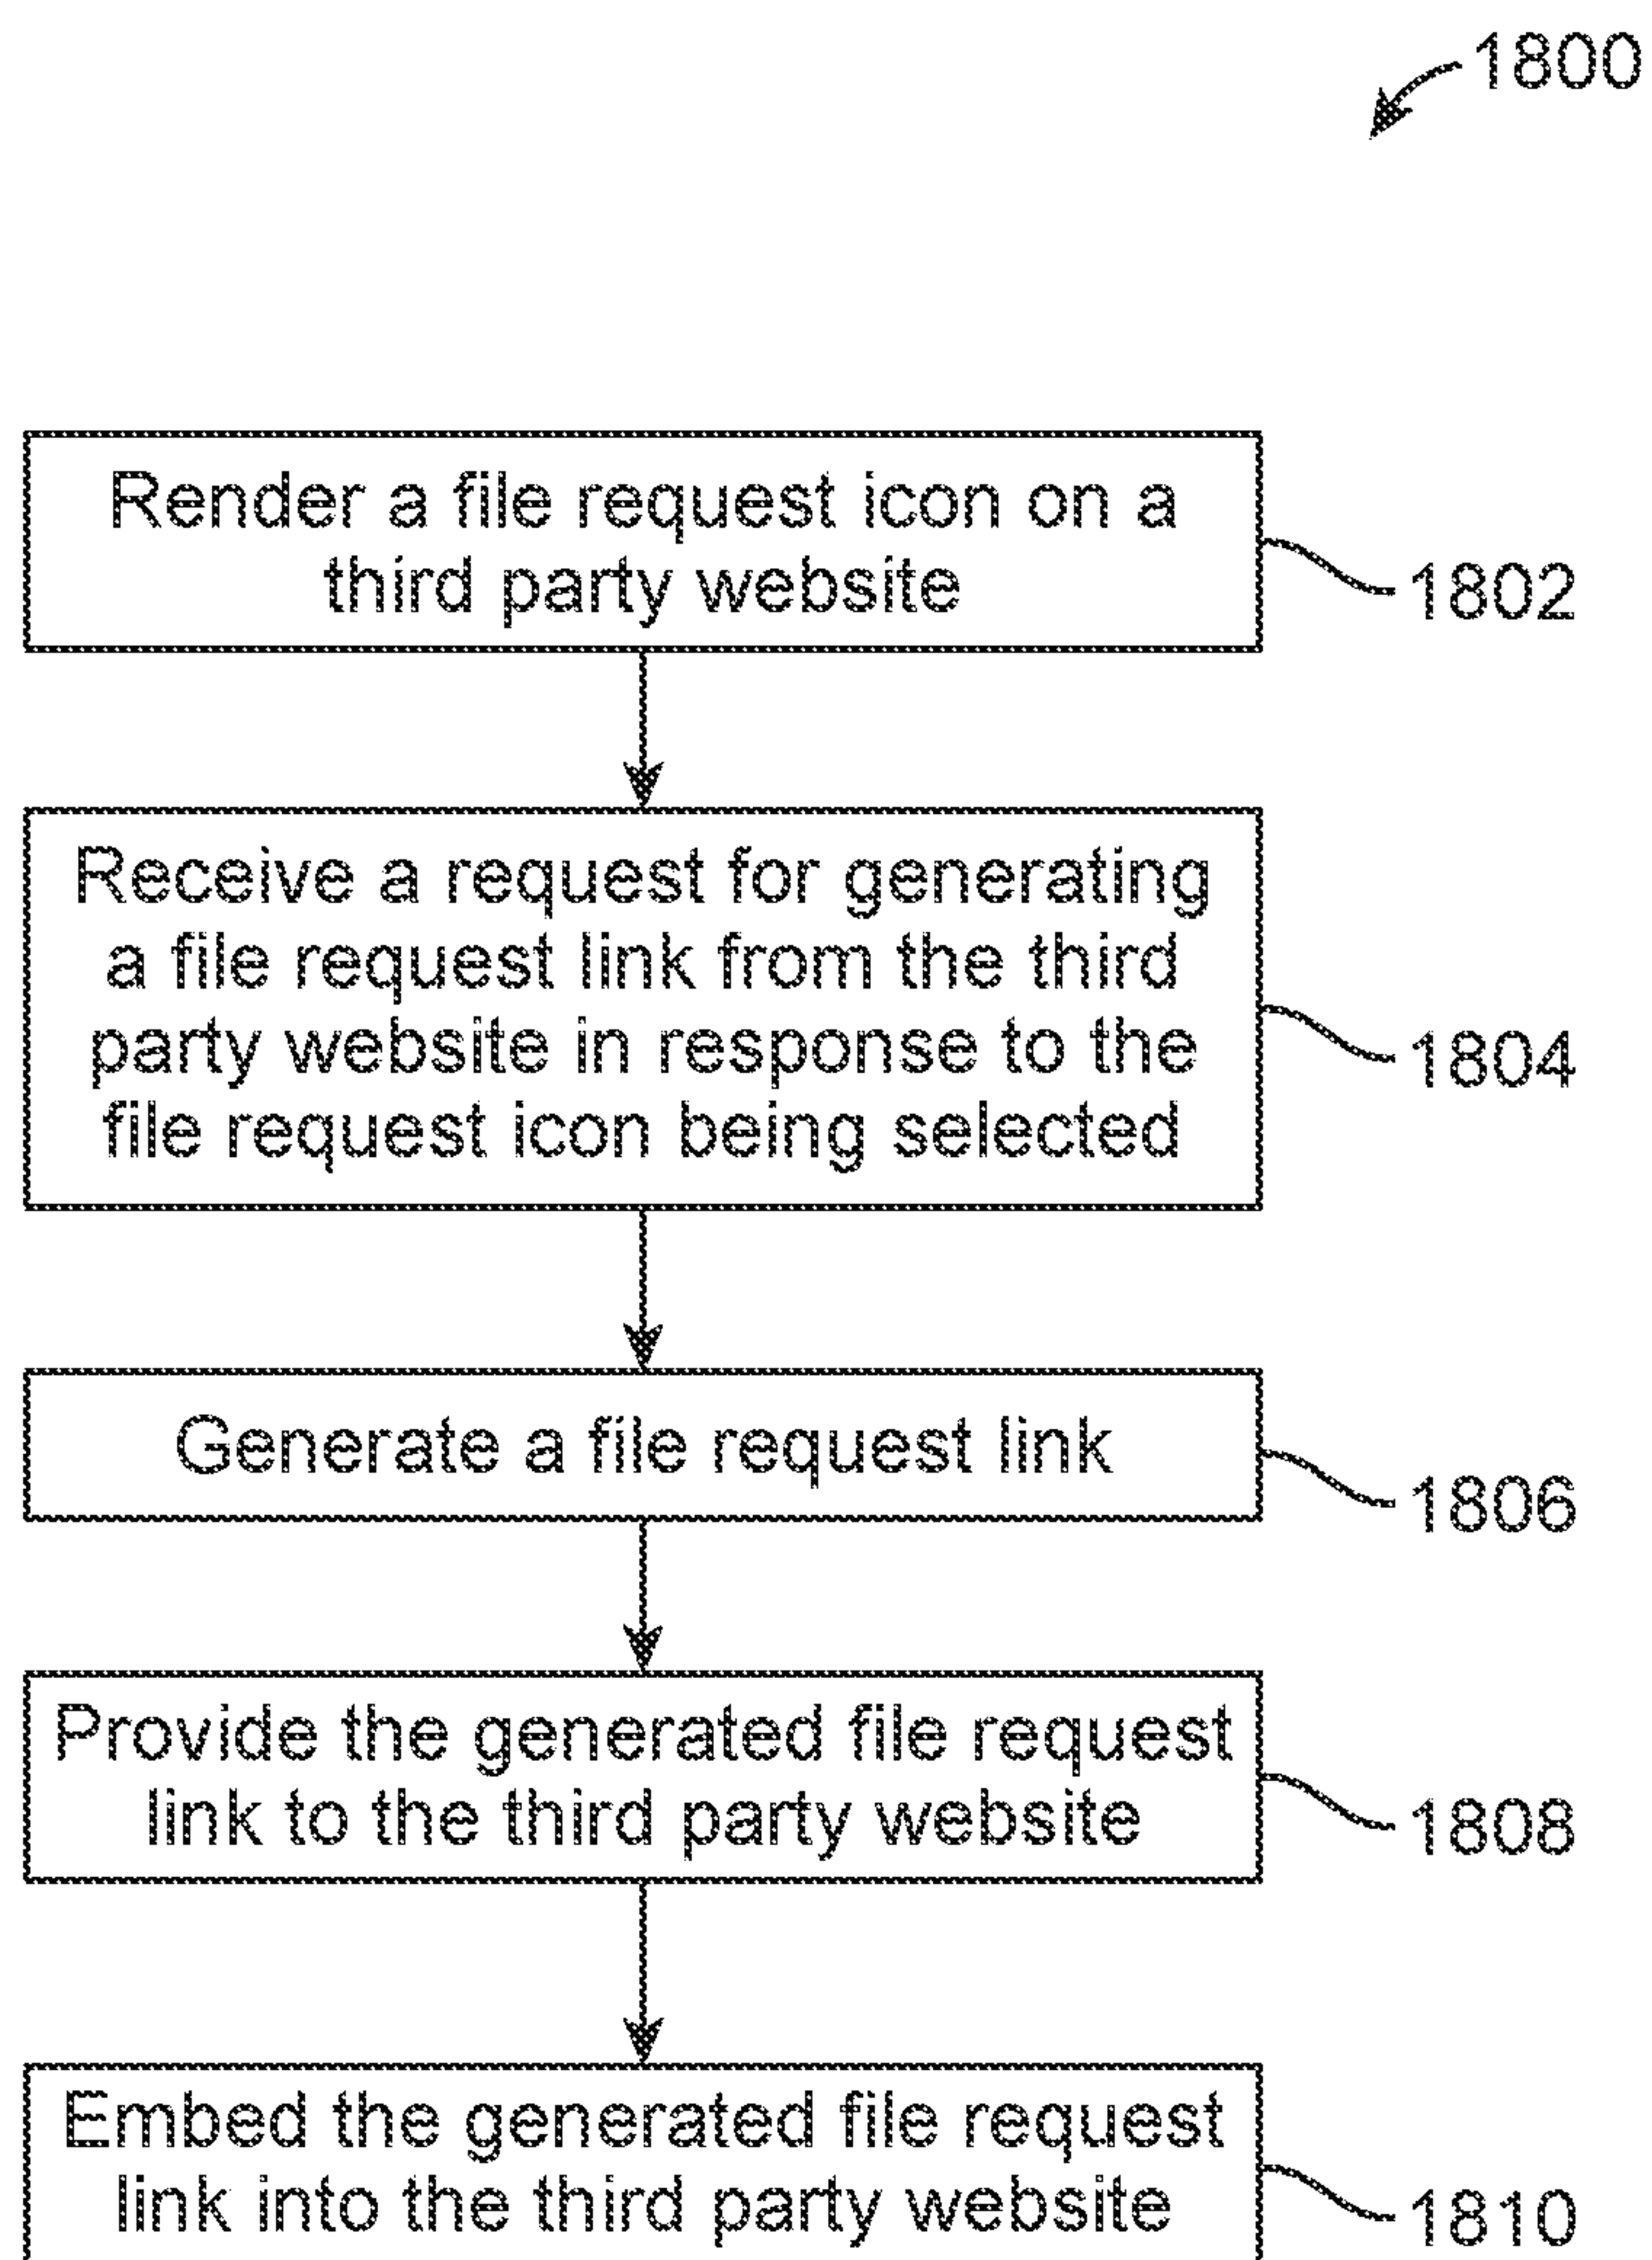 1800
Render a file request icon on a
third party website
1802
Receive a request for generating
a file request link from the third
party website in response to the
file request icon being selected
1804
Generate a file request link
1806
Provide the generated file request
link to the third party website
1808
Embed the generated file request
link into the third party website
1810